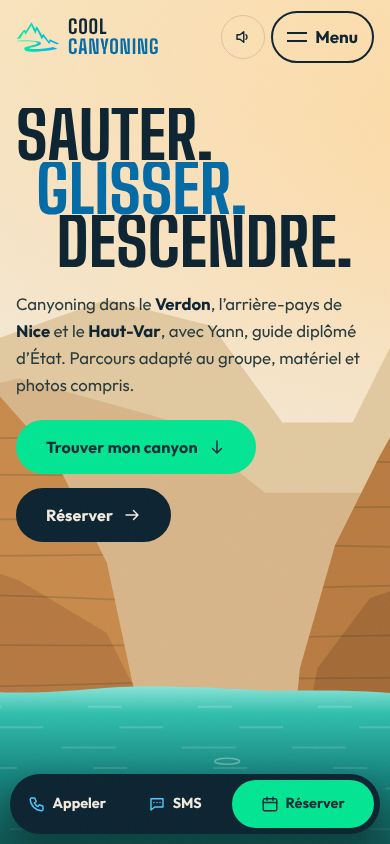 COOL
CANYONING
Menu
SAUTER.
GLISSER.
DESCENDRE.
Canyoning dans le Verdon, l’arrière-pays de
Nice et le Haut-Var, avec Yann, guide diplômé
d’État. Parcours adapté au groupe, matériel et
photos compris.
Trouver mon canyon
Réserver
Appeler
SMS
Réserver